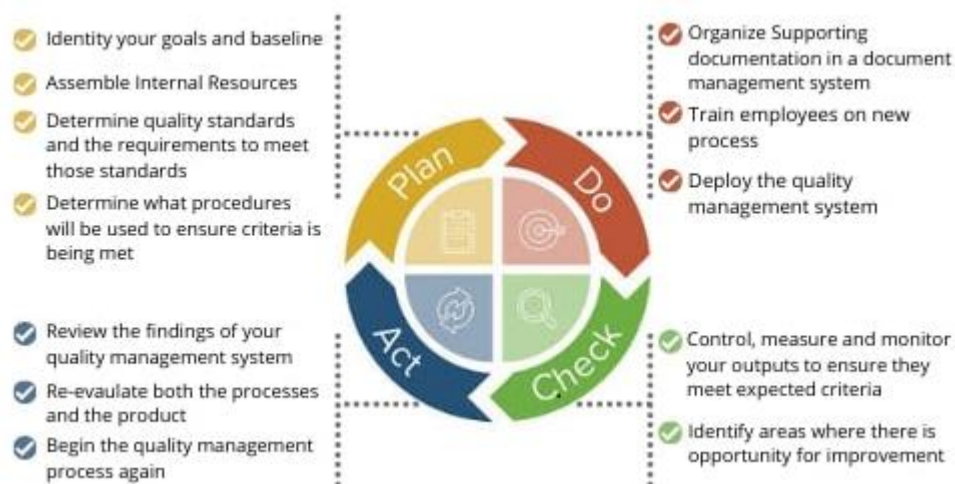 Identity your goals and baseline
Assemble Internal Resources
Determine quality standards
and the requirements to meet
those standards
Determine what procedures
will be used to ensure criteria is
being met
Organize Supporting
documentation in a document
management system
Train employees on new
process
Deploy the quality
management system
Plan
Do
Act
Check
Review the findings of your
quality management system
Re-evaulate both the processes
and the product
Begin the quality management
process again
Control, measure and monitor
your outputs to ensure they
meet expected criteria
Identify areas where there is
opportunity for improvement